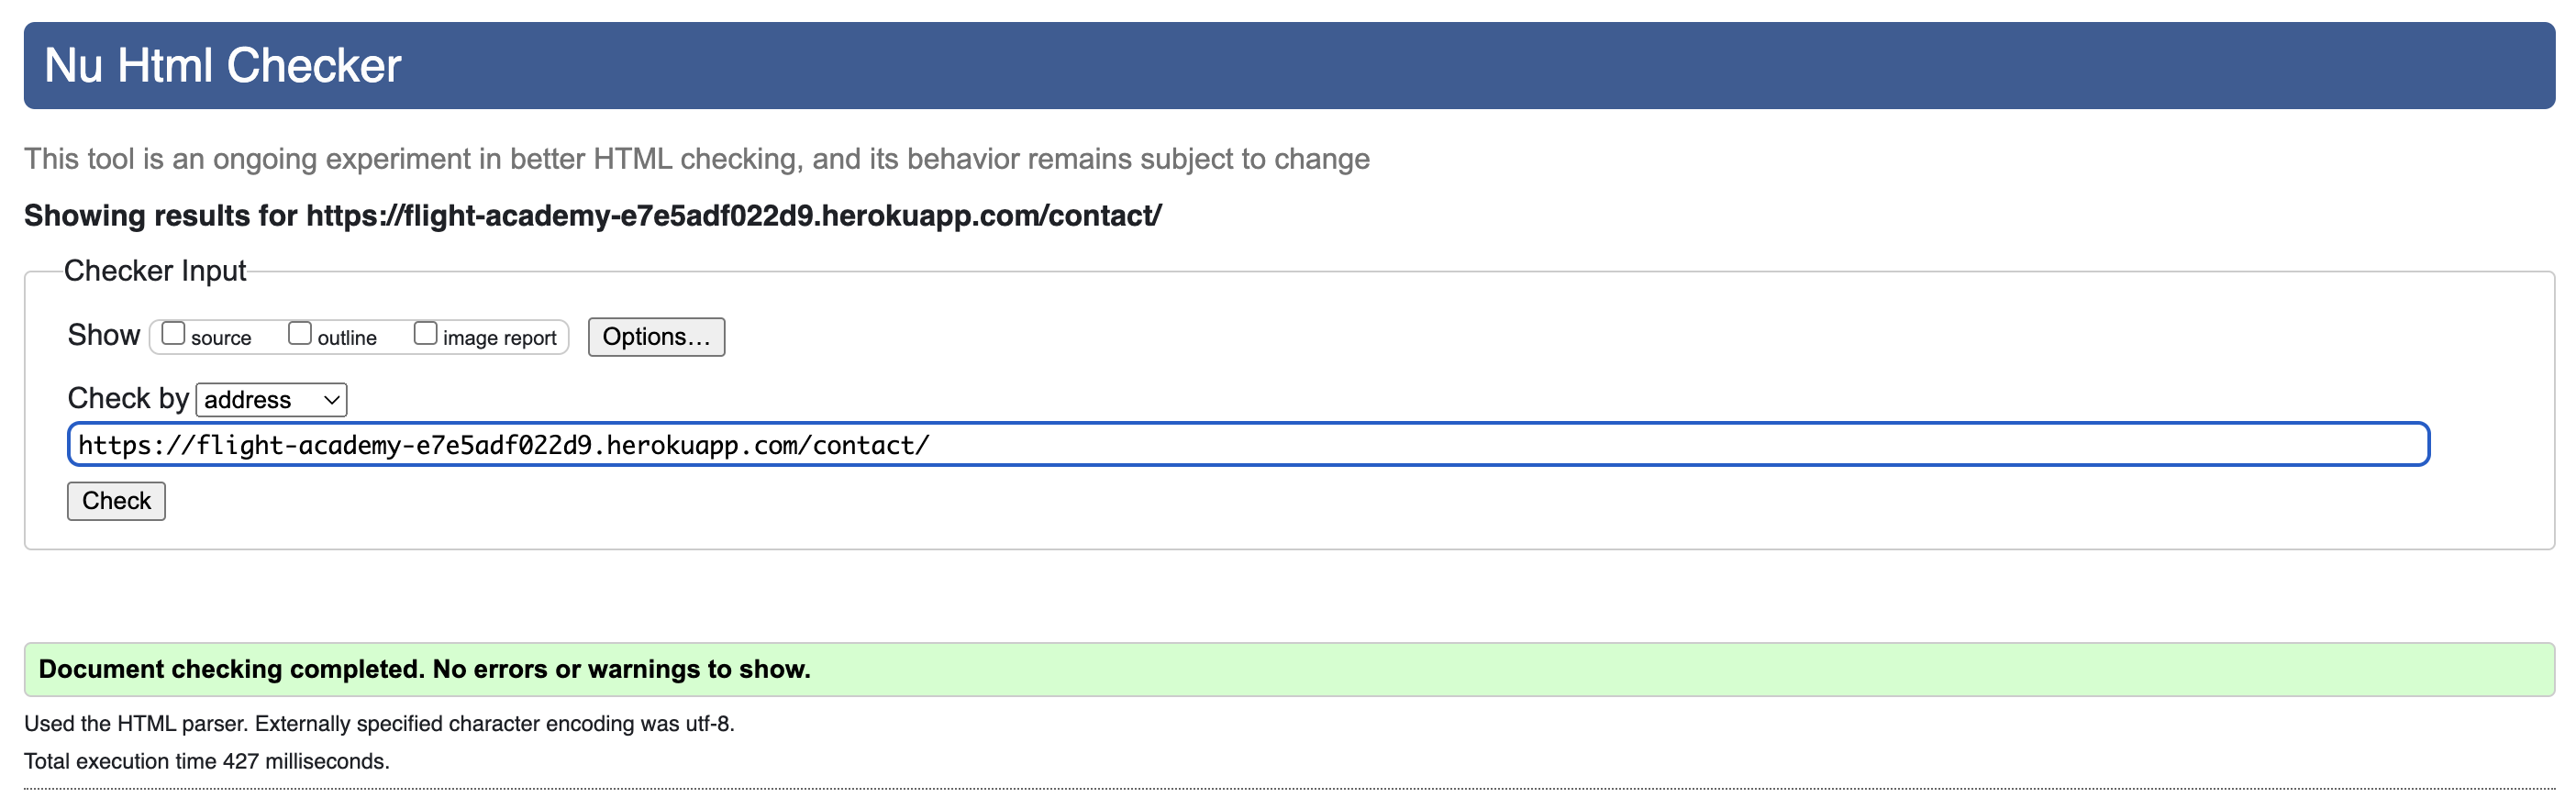 Nu Html Checker
This tool is an ongoing experiment in better HTML checking, and its behavior remains subject to change
Showing results for https://flight-academy-e7e5adf022d9.herokuapp.com/contact/
Checker Input
Show source outline image report Options…
Check by address
https://flight-academy-e7e5adf022d9.herokuapp.com/contact/
Check
Document checking completed. No errors or warnings to show.
Used the HTML parser. Externally specified character encoding was utf-8.
Total execution time 427 milliseconds.